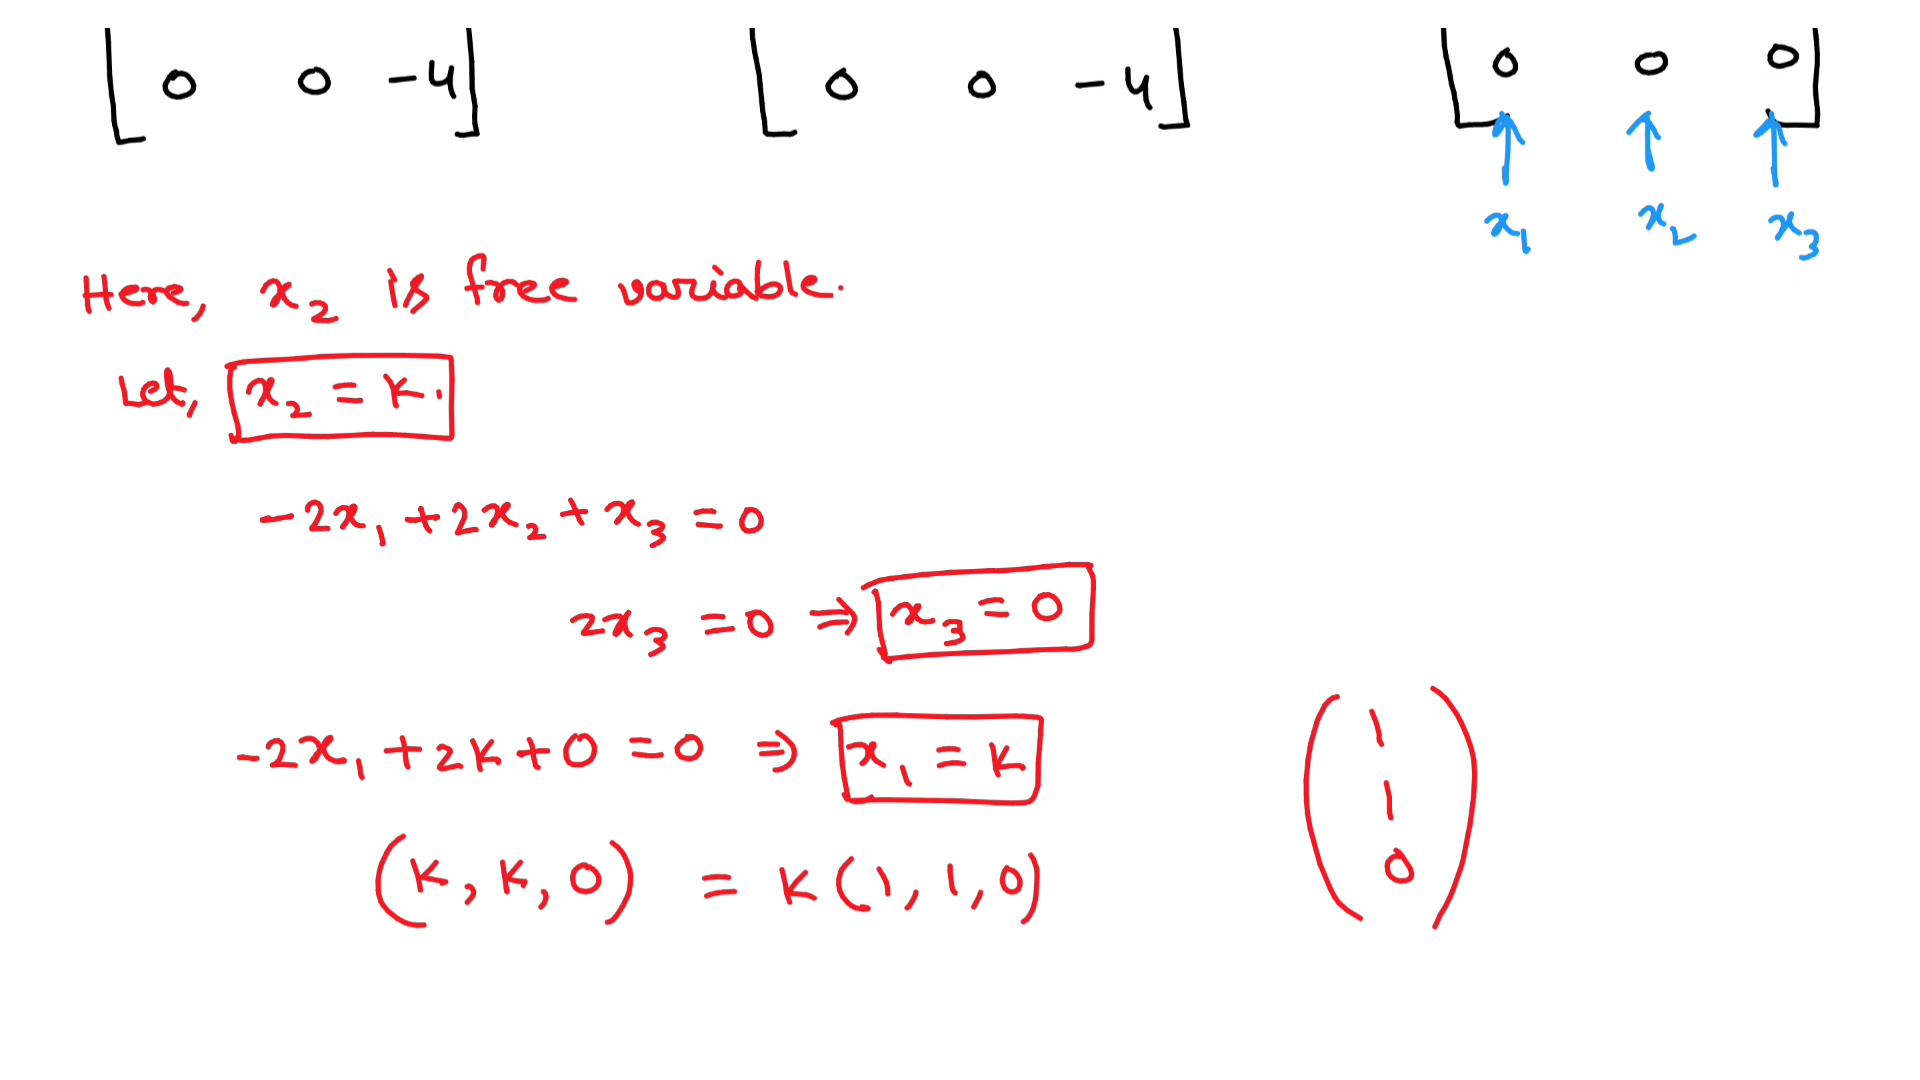 0 0 -4 0 0 -4 0 0 0
x₁ x₂ x₃
Here, x₂ is free variable.
Let, x₂ = k.
-2x₁ + 2x₂ + x₃ = 0
2x₃ = 0 ⇒ x₃ = 0
-2x₁ + 2k + 0 = 0 ⇒ x₁ = k
(k, k, 0) = k(1, 1, 0)
1
1
0